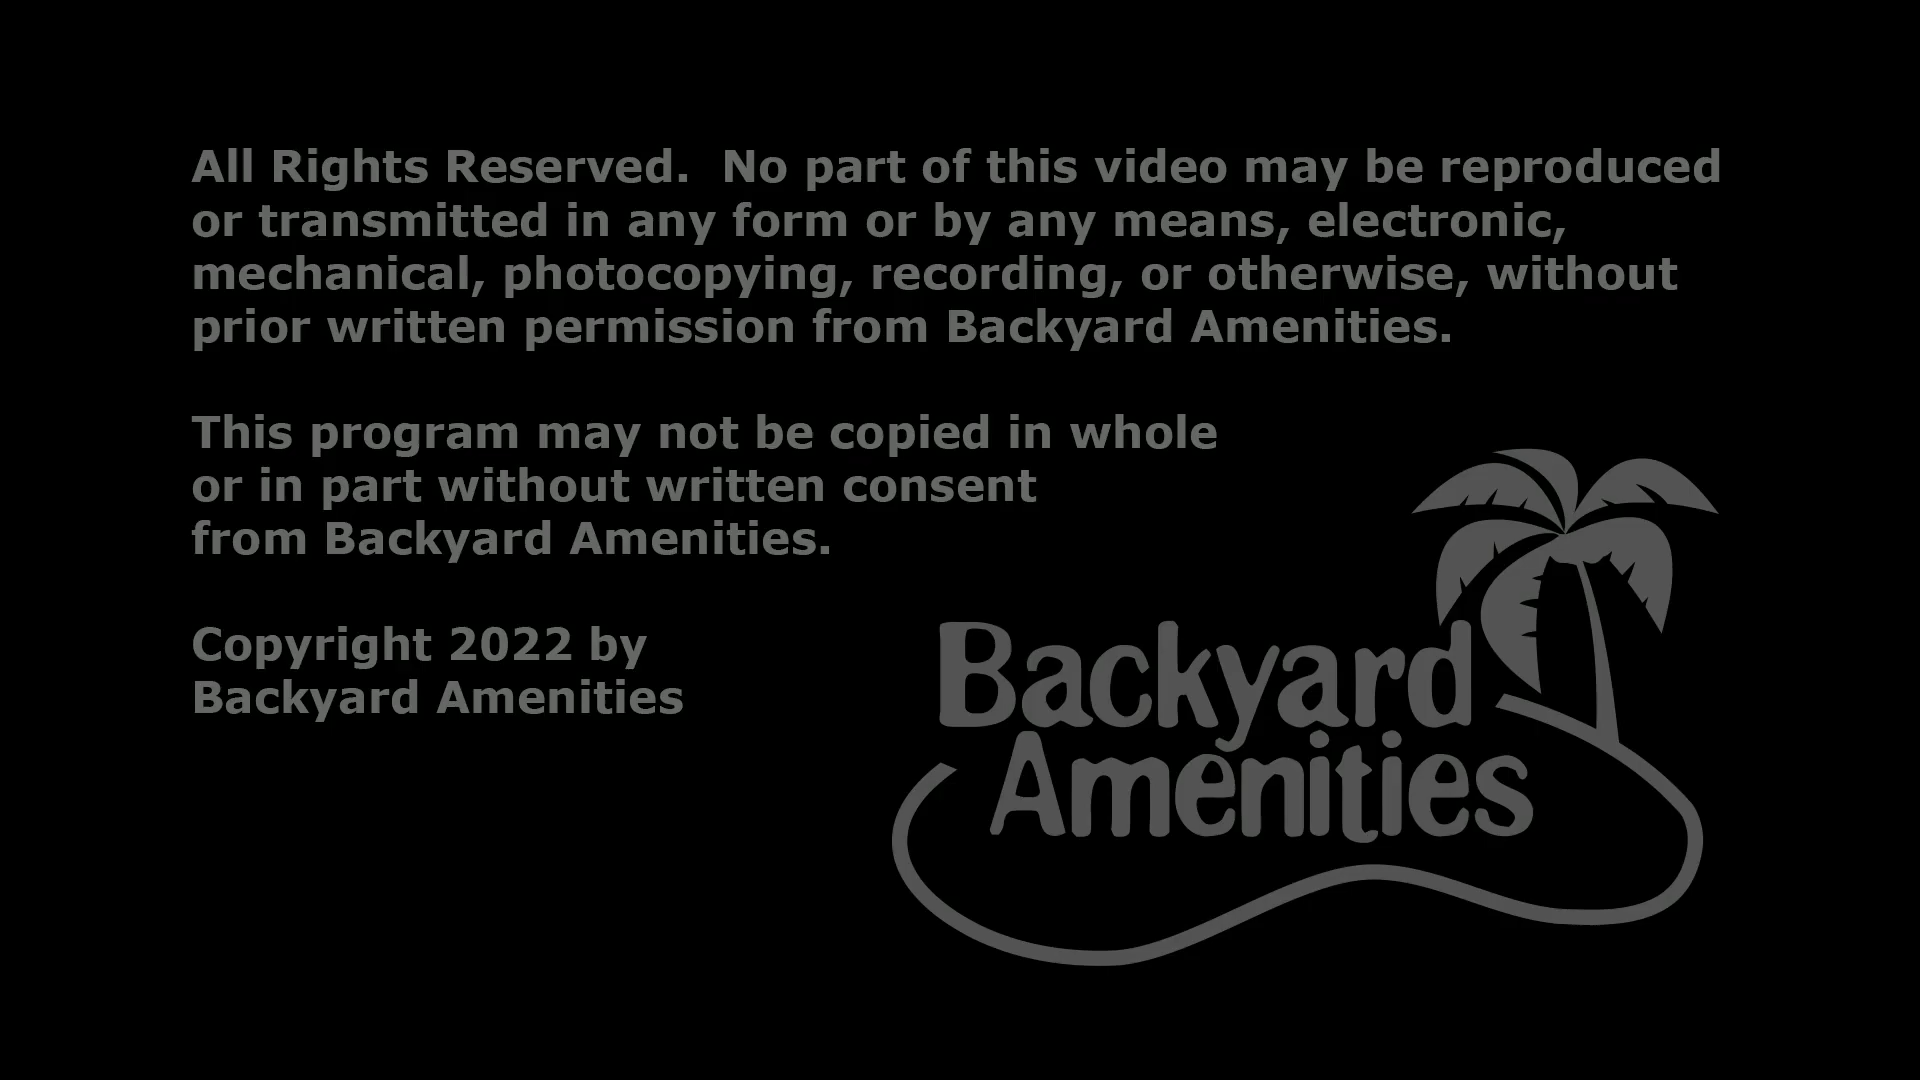 All Rights Reserved.  No part of this video may be reproduced
or transmitted in any form or by any means, electronic,
mechanical, photocopying, recording, or otherwise, without
prior written permission from Backyard Amenities.
This program may not be copied in whole
or in part without written consent
from Backyard Amenities.
Copyright 2022 by
Backyard Amenities
Backyard
Amenities